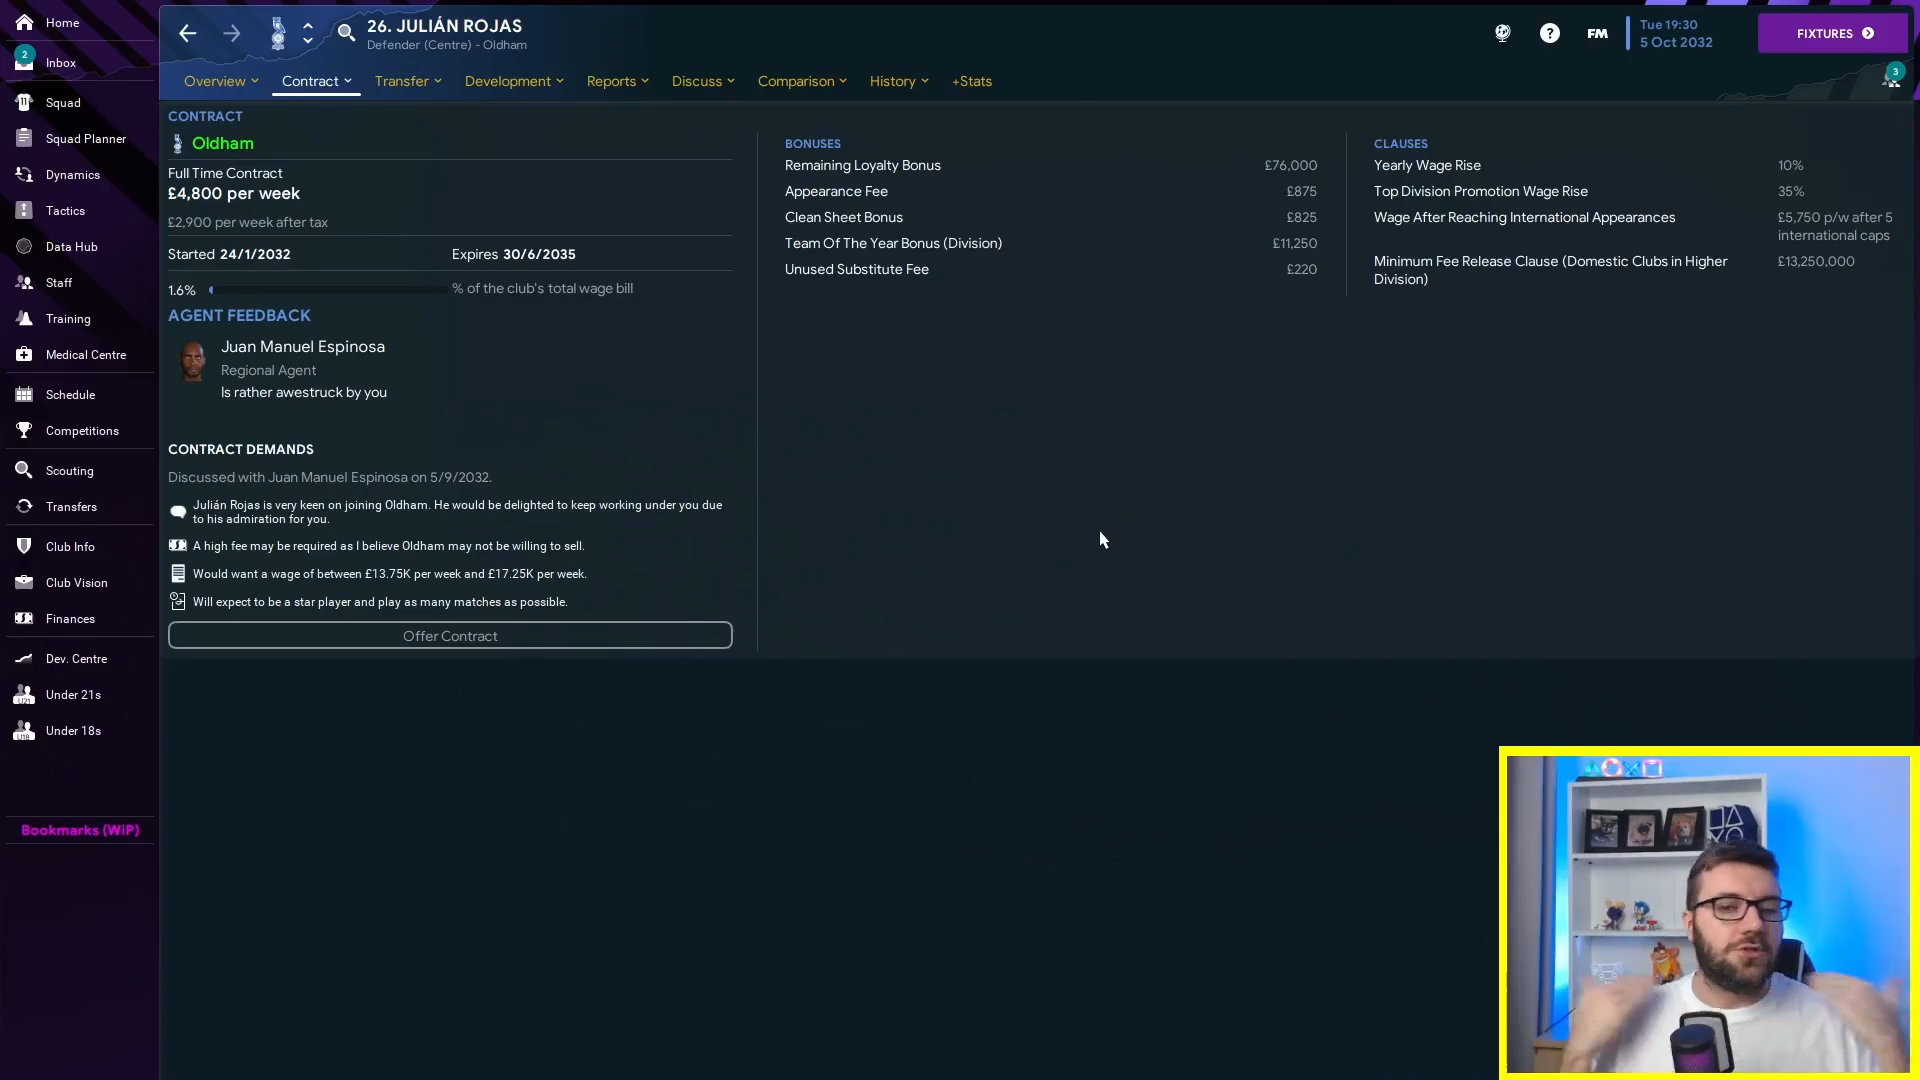 Home
2
Inbox
Squad
Squad Planner
Dynamics
Tactics
Data Hub
Staff
Training
Medical Centre
Schedule
Competitions
Scouting
Transfers
Club Info
Club Vision
Finances
Dev. Centre
Under 21s
Under 18s
Bookmarks (WiP)
26. JULIÁN ROJAS
Defender (Centre) - Oldham
FM
Tue 19:30
5 Oct 2032
FIXTURES
3
Overview
Contract
Transfer
Development
Reports
Discuss
Comparison
History
+Stats
CONTRACT
Oldham
Full Time Contract
£4,800 per week
£2,900 per week after tax
Started 24/1/2032
Expires 30/6/2035
1.6%
% of the club's total wage bill
AGENT FEEDBACK
Juan Manuel Espinosa
Regional Agent
Is rather awestruck by you
CONTRACT DEMANDS
Discussed with Juan Manuel Espinosa on 5/9/2032.
Julián Rojas is very keen on joining Oldham. He would be delighted to keep working under you due
to his admiration for you.
A high fee may be required as I believe Oldham may not be willing to sell.
Would want a wage of between £13.75K per week and £17.25K per week.
Will expect to be a star player and play as many matches as possible.
Offer Contract
BONUSES
Remaining Loyalty Bonus £76,000
Appearance Fee £875
Clean Sheet Bonus £825
Team Of The Year Bonus (Division) £11,250
Unused Substitute Fee £220
CLAUSES
Yearly Wage Rise 10%
Top Division Promotion Wage Rise 35%
Wage After Reaching International Appearances £5,750 p/w after 5
international caps
Minimum Fee Release Clause (Domestic Clubs in Higher £13,250,000
Division)